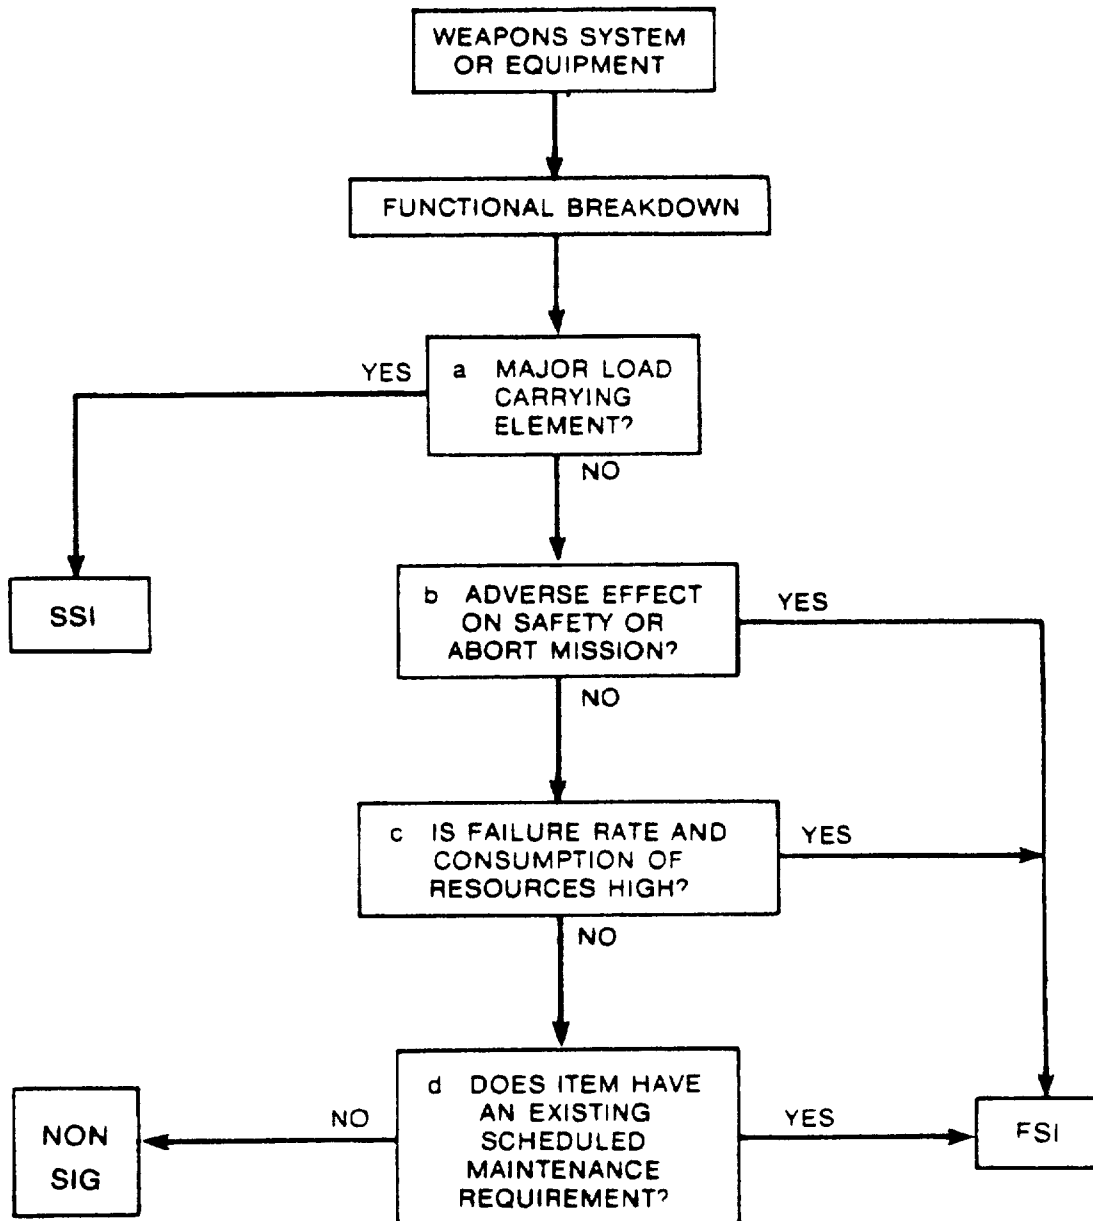 WEAPONS SYSTEM
OR EQUIPMENT
FUNCTIONAL BREAKDOWN
YES
a MAJOR LOAD
CARRYING
ELEMENT?
NO
SSI
b ADVERSE EFFECT
ON SAFETY OR
ABORT MISSION?
YES
NO
c IS FAILURE RATE AND
CONSUMPTION OF
RESOURCES HIGH?
YES
NO
NON
SIG
NO
d DOES ITEM HAVE
AN EXISTING
SCHEDULED
MAINTENANCE
REQUIREMENT?
YES
FSI